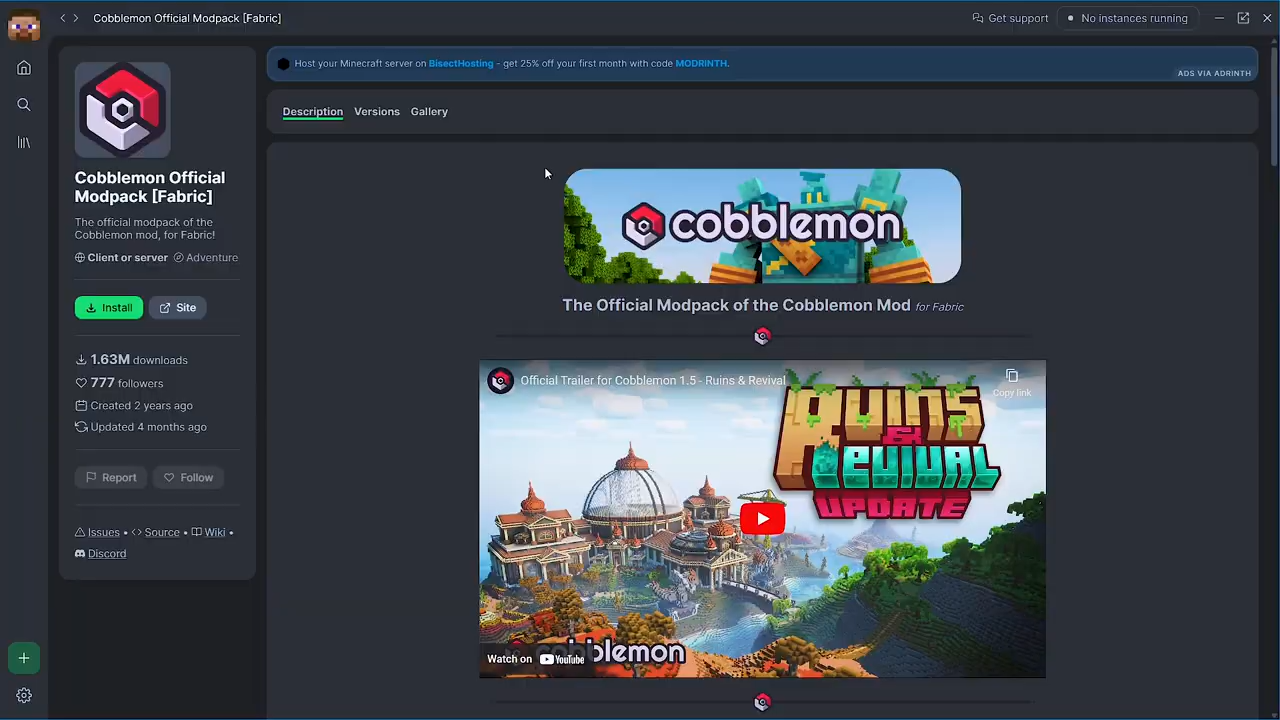 Cobblemon Official Modpack [Fabric]
Get support
No instances running
Host your Minecraft server on BisectHosting - get 25% off your first month with code MODRINTH.
ADS VIA ADRINTH
Description
Versions
Gallery
Cobblemon Official
Modpack [Fabric]
The official modpack of the
Cobblemon mod, for Fabric!
Client or server
Adventure
Install
Site
1.63M downloads
777 followers
Created 2 years ago
Updated 4 months ago
Report
Follow
Issues • Source • Wiki •
Discord
cobblemon
The Official Modpack of the Cobblemon Mod for Fabric
Official Trailer for Cobblemon 1.5 - Ruins & Revival
Copy link
RUINS
&
REVIVAL
UPDATE
cobblemon
Watch on YouTube